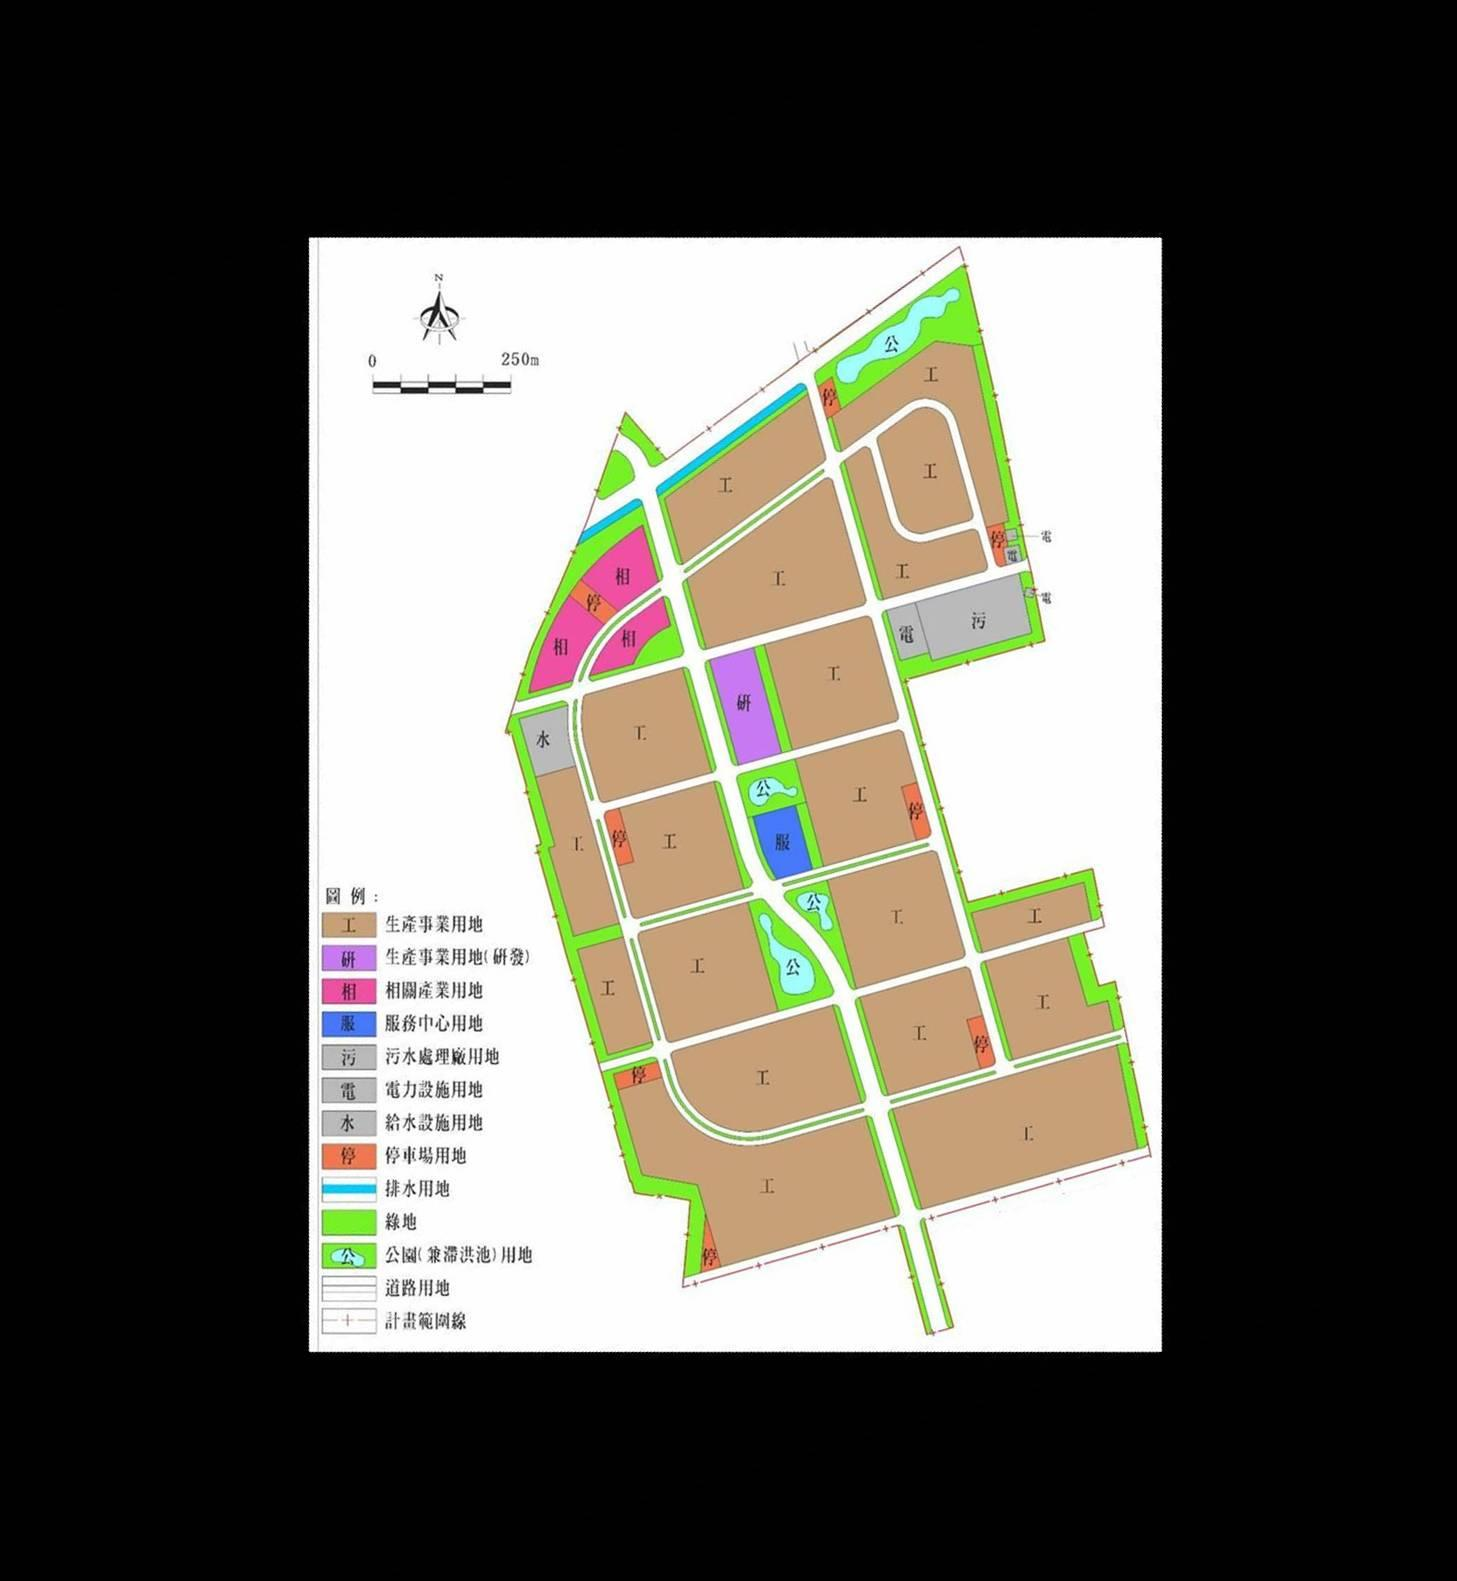 N
0 250m
公
工
停
工
工
停
電
電
相
工
工
停
電
污
電
相
相
工
研
工
水
公
工
停
停
工
工
服
公
工
工
工
公
工
工
工
工
停
停
工
工
工
停
圖 例 :
工 生產事業用地
研 生產事業用地(研發)
相 相關產業用地
服 服務中心用地
污 污水處理廠用地
電 電力設施用地
水 給水設施用地
停 停車場用地
排水用地
綠地
公 公園(兼滯洪池)用地
道路用地
計畫範圍線